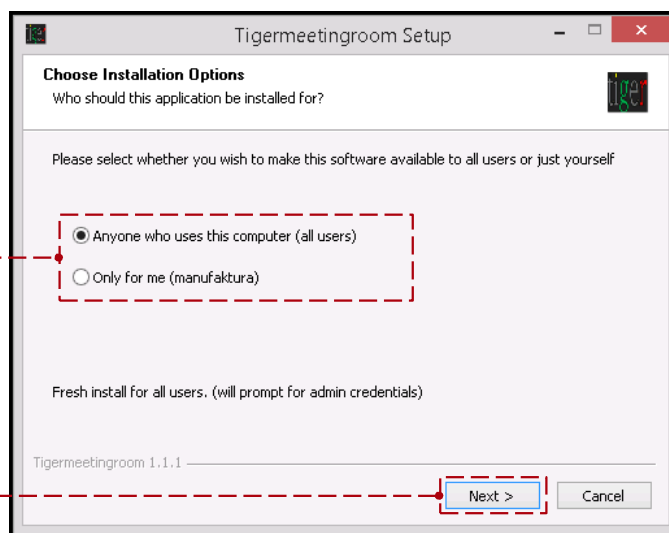 Tigermeetingroom Setup
Choose Installation Options
Who should this application be installed for?
tiger
Please select whether you wish to make this software available to all users or just yourself
Anyone who uses this computer (all users)
Only for me (manufaktura)
Fresh install for all users. (will prompt for admin credentials)
Tigermeetingroom 1.1.1
Next >
Cancel